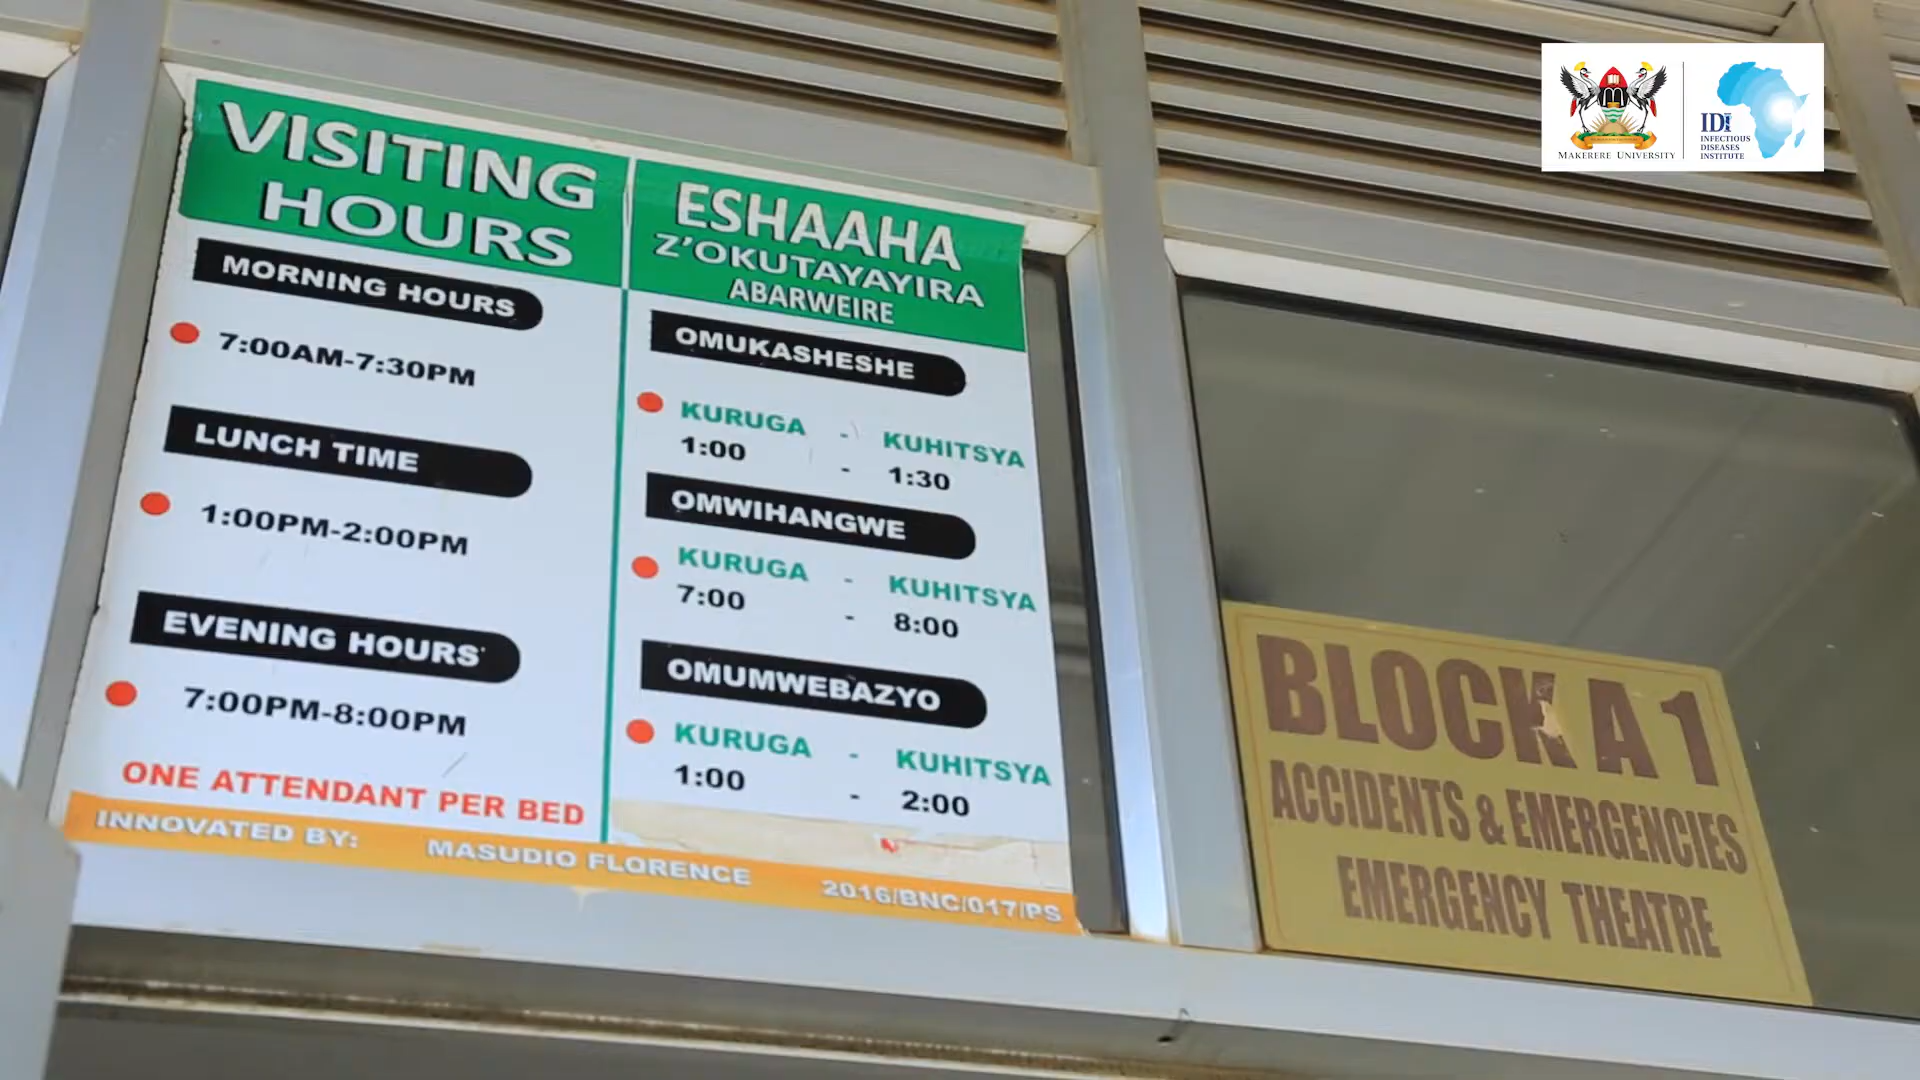 VISITING
HOURS
MORNING HOURS
7:00AM-7:30PM
LUNCH TIME
1:00PM-2:00PM
EVENING HOURS
7:00PM-8:00PM
ONE ATTENDANT PER BED
ESHAAHA
Z'OKUTAYAYIRA
ABARWEIRE
OMUKASHESHE
KURUGA - KUHITSYA
1:00 - 1:30
OMWIHANGWE
KURUGA - KUHITSYA
7:00 - 8:00
OMUMWEBAZYO
KURUGA - KUHITSYA
1:00 - 2:00
INNOVATED BY: MASUDIO FLORENCE 2016/BNC/017/PS
BLOCK A 1
ACCIDENTS & EMERGENCIES
EMERGENCY THEATRE
MAKERERE UNIVERSITY
IDI
INFECTIOUS
DISEASES
INSTITUTE